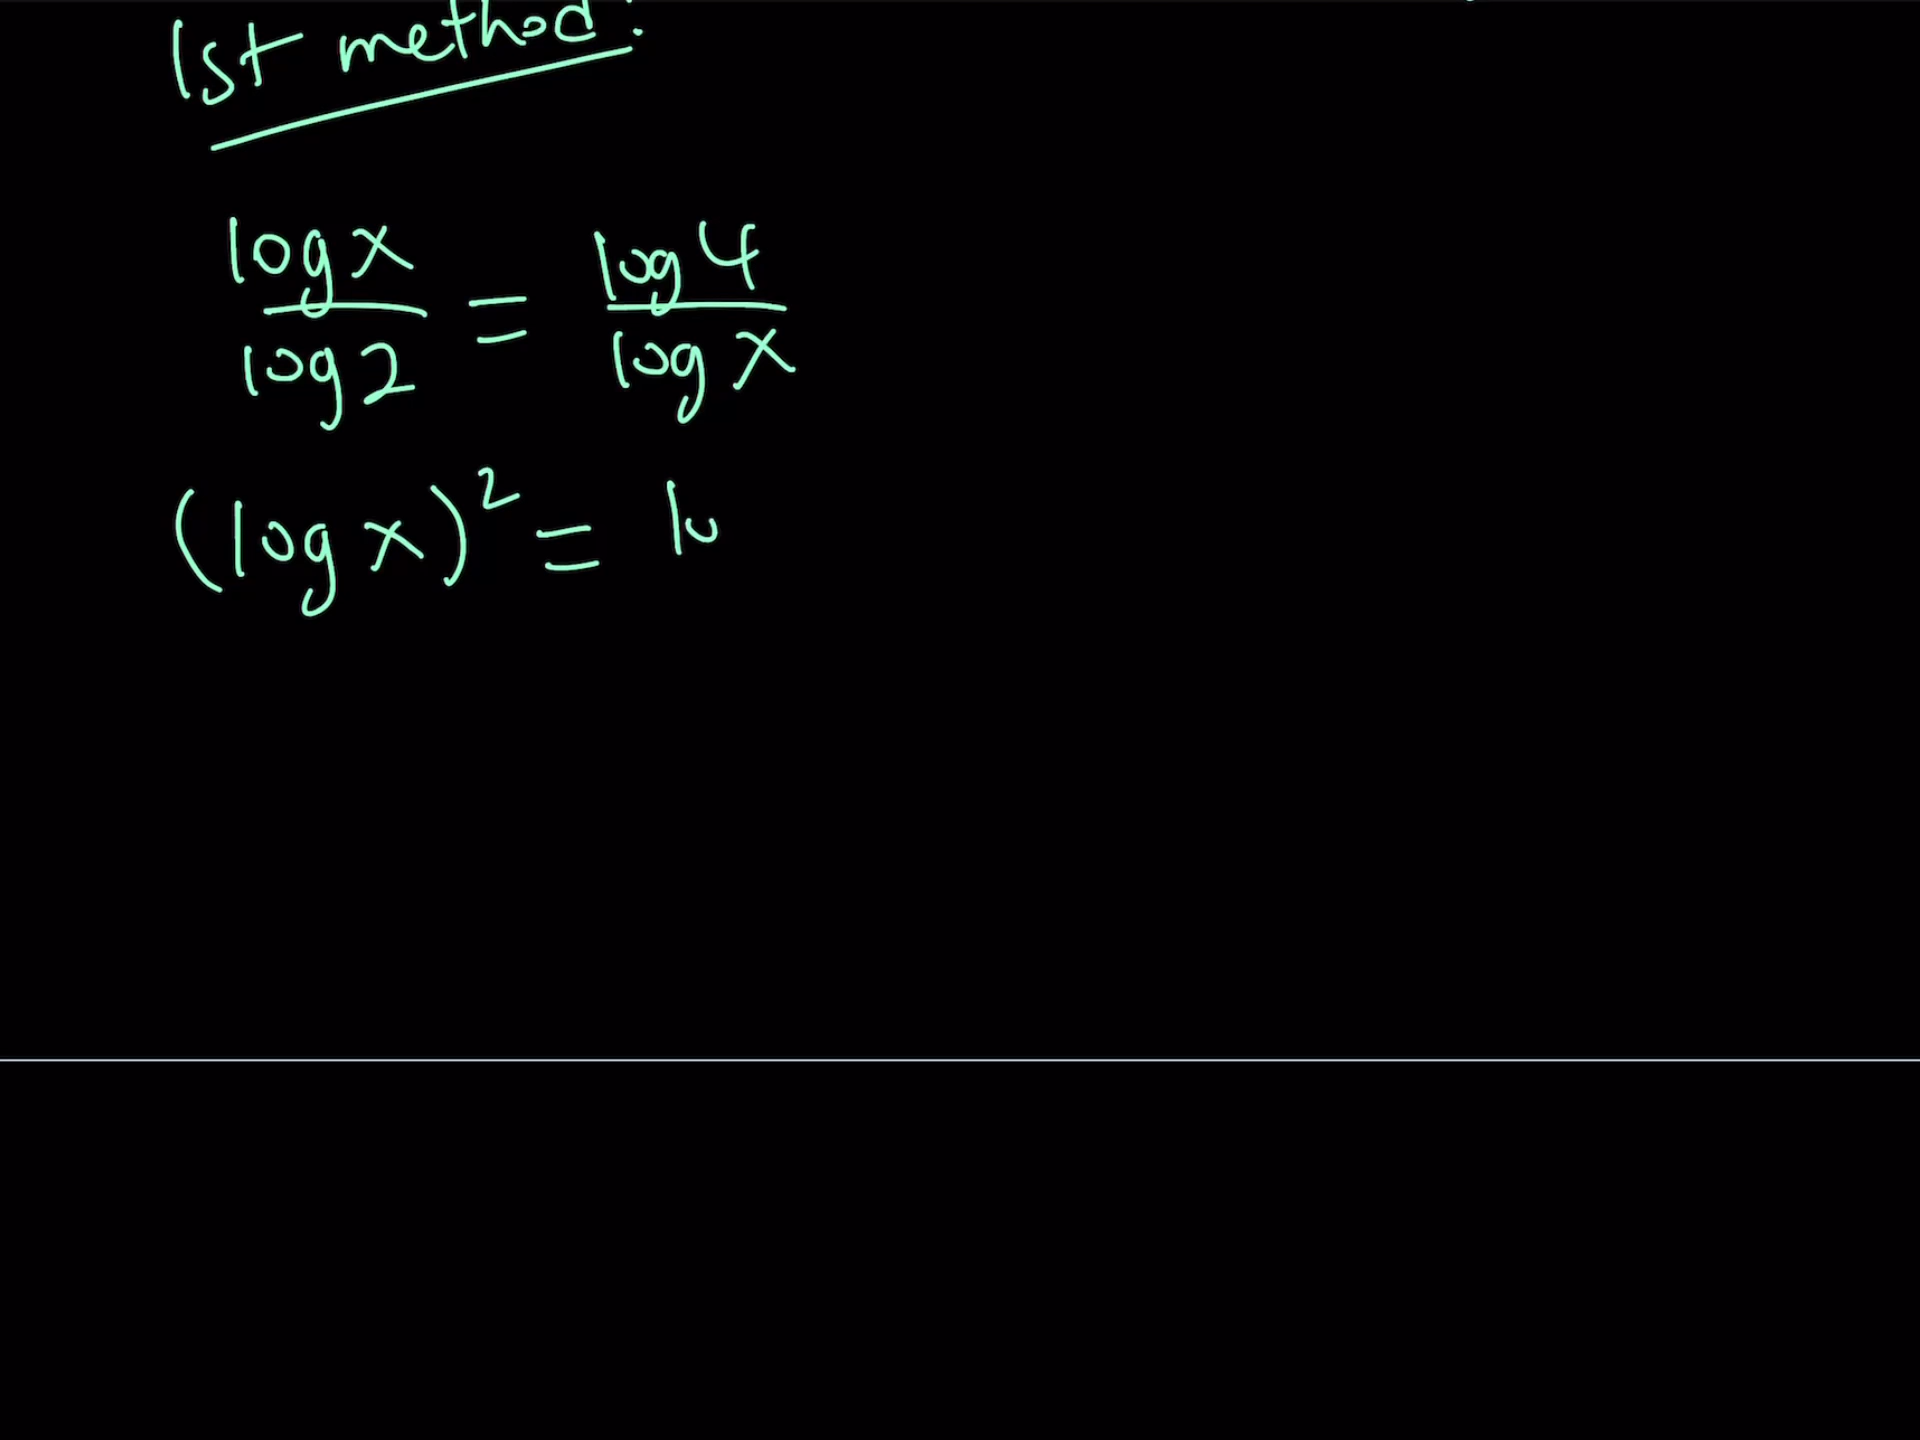 1st method:
log x / log 2 = log 4 / log x
(log x)² = lo